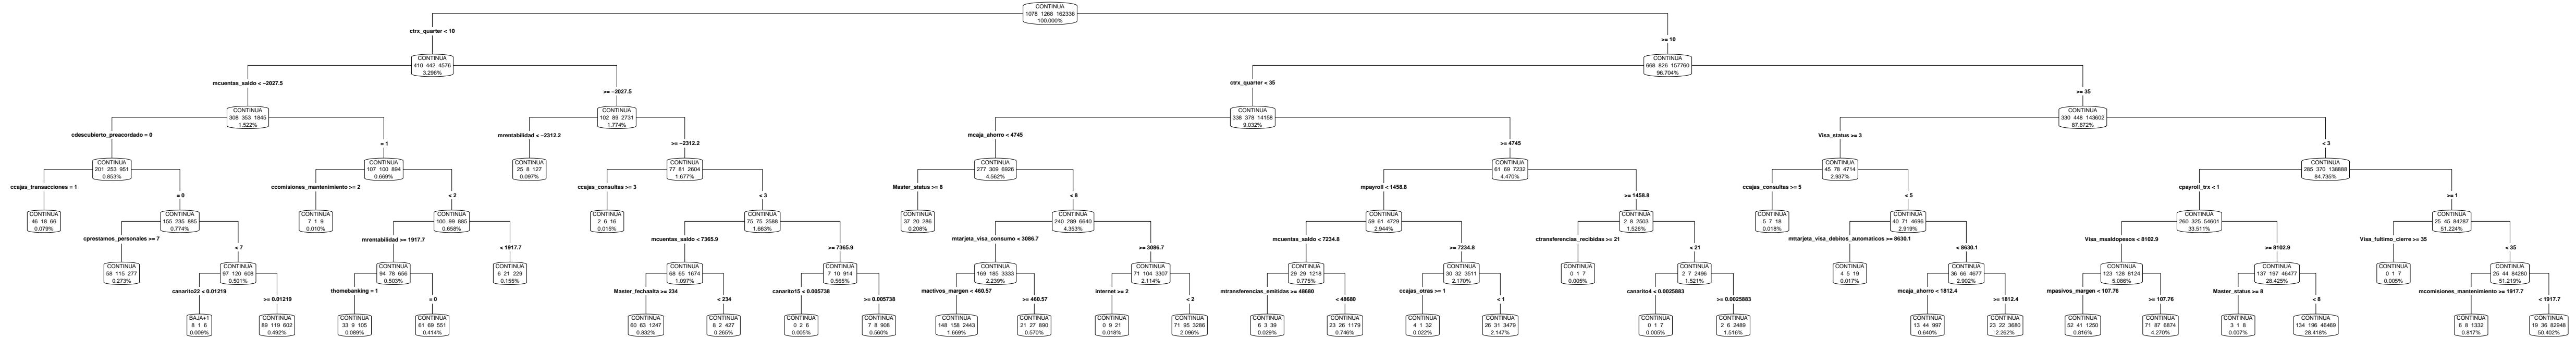 CONTINUA
1078 1268 162336
100.000%
ctrx_quarter < 10
>= 10
CONTINUA
410 442 4576
3.296%
CONTINUA
668 826 157760
96.704%
mcuentas_saldo < −2027.5
>= −2027.5
ctrx_quarter < 35
>= 35
CONTINUA
308 353 1845
1.522%
CONTINUA
102 89 2731
1.774%
CONTINUA
338 378 14158
9.032%
CONTINUA
330 448 143602
87.672%
cdescubierto_preacordado = 0
= 1
mrentabilidad < −2312.2
>= −2312.2
mcaja_ahorro < 4745
>= 4745
Visa_status >= 3
< 3
CONTINUA
201 253 951
0.853%
CONTINUA
107 100 894
0.669%
CONTINUA
25 8 127
0.097%
CONTINUA
77 81 2604
1.677%
CONTINUA
277 309 6926
4.562%
CONTINUA
61 69 7232
4.470%
CONTINUA
45 78 4714
2.937%
CONTINUA
285 370 138888
84.735%
ccajas_transacciones = 1
= 0
ccomisiones_mantenimiento >= 2
< 2
ccajas_consultas >= 3
< 3
Master_status >= 8
< 8
mpayroll < 1458.8
>= 1458.8
ccajas_consultas >= 5
< 5
cpayroll_trx < 1
>= 1
CONTINUA
46 18 66
0.079%
CONTINUA
155 235 885
0.774%
CONTINUA
7 1 9
0.010%
CONTINUA
100 99 885
0.658%
CONTINUA
2 6 16
0.015%
CONTINUA
75 75 2588
1.663%
CONTINUA
37 20 286
0.208%
CONTINUA
240 289 6640
4.353%
CONTINUA
59 61 4729
2.944%
CONTINUA
2 8 2503
1.526%
CONTINUA
5 7 18
0.018%
CONTINUA
40 71 4696
2.919%
CONTINUA
260 325 54601
33.511%
CONTINUA
25 45 84287
51.224%
cprestamos_personales >= 7
< 7
mrentabilidad >= 1917.7
< 1917.7
mcuentas_saldo < 7365.9
>= 7365.9
mtarjeta_visa_consumo < 3086.7
>= 3086.7
mcuentas_saldo < 7234.8
>= 7234.8
ctransferencias_recibidas >= 21
< 21
mttarjeta_visa_debitos_automaticos >= 8630.1
< 8630.1
Visa_msaldopesos < 8102.9
>= 8102.9
Visa_fultimo_cierre >= 35
< 35
CONTINUA
58 115 277
0.273%
CONTINUA
97 120 608
0.501%
CONTINUA
94 78 656
0.503%
CONTINUA
6 21 229
0.155%
CONTINUA
68 65 1674
1.097%
CONTINUA
7 10 914
0.565%
CONTINUA
169 185 3333
2.239%
CONTINUA
71 104 3307
2.114%
CONTINUA
29 29 1218
0.775%
CONTINUA
30 32 3511
2.170%
CONTINUA
0 1 7
0.005%
CONTINUA
2 7 2496
1.521%
CONTINUA
4 5 19
0.017%
CONTINUA
36 66 4677
2.902%
CONTINUA
123 128 8124
5.086%
CONTINUA
137 197 46477
28.425%
CONTINUA
0 1 7
0.005%
CONTINUA
25 44 84280
51.219%
canarito22 < 0.01219
>= 0.01219
thomebanking = 1
= 0
Master_fechaalta >= 234
< 234
canarito15 < 0.005738
>= 0.005738
mactivos_margen < 460.57
>= 460.57
internet >= 2
< 2
mtransferencias_emitidas >= 48680
< 48680
ccajas_otras >= 1
< 1
canarito4 < 0.0025883
>= 0.0025883
mcaja_ahorro < 1812.4
>= 1812.4
mpasivos_margen < 107.76
>= 107.76
Master_status >= 8
< 8
mcomisiones_mantenimiento >= 1917.7
< 1917.7
BAJA+1
8 1 6
0.009%
CONTINUA
89 119 602
0.492%
CONTINUA
33 9 105
0.089%
CONTINUA
61 69 551
0.414%
CONTINUA
60 63 1247
0.832%
CONTINUA
8 2 427
0.265%
CONTINUA
0 2 6
0.005%
CONTINUA
7 8 908
0.560%
CONTINUA
148 158 2443
1.669%
CONTINUA
21 27 890
0.570%
CONTINUA
0 9 21
0.018%
CONTINUA
71 95 3286
2.096%
CONTINUA
6 3 39
0.029%
CONTINUA
23 26 1179
0.746%
CONTINUA
4 1 32
0.022%
CONTINUA
26 31 3479
2.147%
CONTINUA
0 1 7
0.005%
CONTINUA
2 6 2489
1.516%
CONTINUA
13 44 997
0.640%
CONTINUA
23 22 3680
2.262%
CONTINUA
52 41 1250
0.816%
CONTINUA
71 87 6874
4.270%
CONTINUA
3 1 8
0.007%
CONTINUA
134 196 46469
28.418%
CONTINUA
6 8 1332
0.817%
CONTINUA
19 36 82948
50.402%